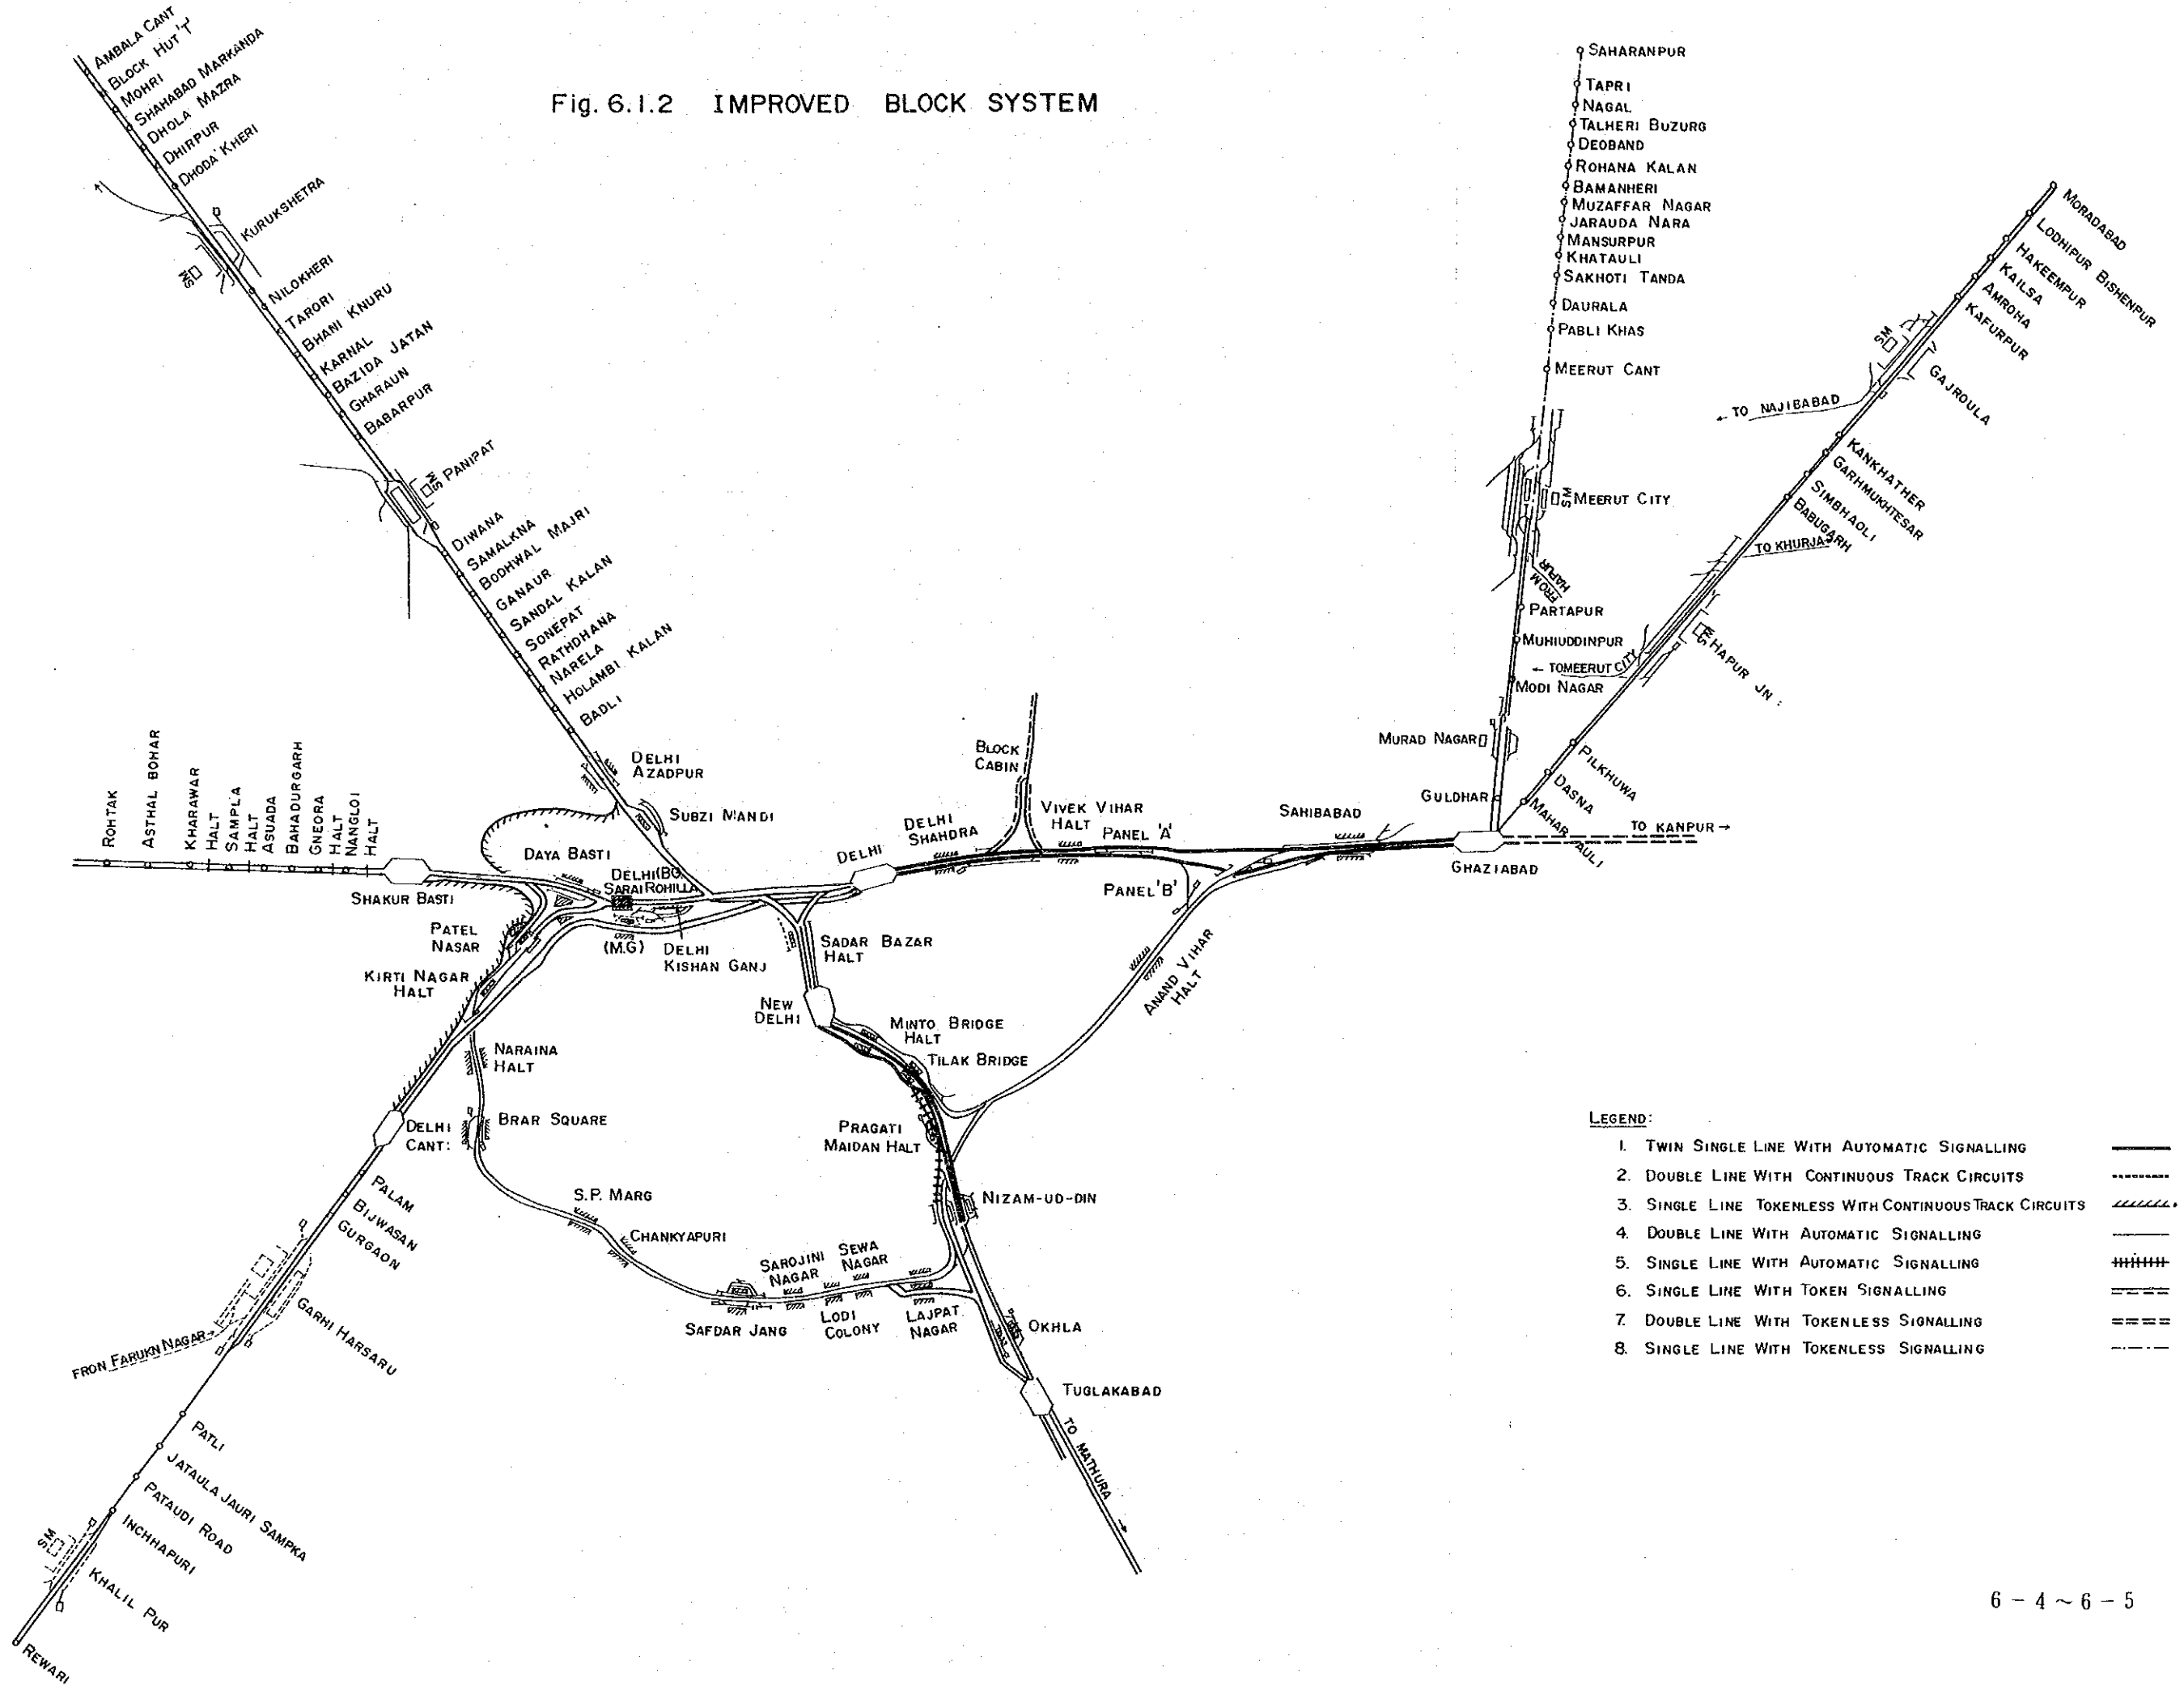 Fig. 6.1.2 IMPROVED BLOCK SYSTEM
AMBALA CANT
BLOCK HUT 'T'
MOHRI
SHAHABAD MARKANDA
DHOLA MAZRA
DHIRPUR
DHODA KHERI
KURUKSHETRA
SM
NILOKHERI
TARORI
BHANI KNURU
KARNAL
BAZIDA JATAN
GHARAUN
BABARPUR
SM
PANIPAT
DIWANA
SAMALKNA
BODHWAL MAJRI
GANAUR
SANDAL KALAN
SONEPAT
RATHDHANA
NARELA
HOLAMBI KALAN
BADLI
DELHI
AZADPUR
SUBZI MANDI
SAHARANPUR
TAPRI
NAGAL
TALHERI BUZURG
DEOBAND
ROHANA KALAN
BAMANHERI
MUZAFFAR NAGAR
JARAUDA NARA
MANSURPUR
KHATAULI
SAKHOTI TANDA
DAURALA
PABLI KHAS
MEERUT CANT
SM
MEERUT CITY
FROM
HAPUR
PARTAPUR
MUHIUDDINPUR
← TOMEERUT CITY
MODI NAGAR
MURAD NAGAR
GULDHAR
MORADABAD
LODHIPUR BISHENPUR
HAKEEMPUR
KAILSA
AMROHA
KAFURPUR
SM
GAJROULA
← TO NAJIBABAD
KANKHATHER
GARHMUKHTESAR
SIMBHAOLI
BABUGARH
TO KHURJA
SM
HAPUR JN :
PILKHUWA
DASNA
MAHARAULI
TO KANPUR →
GHAZIABAD
ROHTAK
ASTHAL BOHAR
KHARAWAR
HALT
SAMPLA
HALT
ASUADA
BAHADURGARH
GNEORA
HALT
NANGLOI
HALT
SHAKUR BASTI
DAYA BASTI
DELHI(BG)
SARAI ROHILLA
(M.G)
DELHI
KISHAN GANJ
PATEL
NASAR
KIRTI NAGAR
HALT
DELHI
DELHI
SHAHDRA
BLOCK
CABIN
VIVEK VIHAR
HALT
PANEL 'A'
SAHIBABAD
PANEL 'B'
ANAND VIHAR
HALT
SADAR BAZAR
HALT
NEW
DELHI
MINTO BRIDGE
HALT
TILAK BRIDGE
PRAGATI
MAIDAN HALT
NIZAM-UD-DIN
NARAINA
HALT
BRAR SQUARE
DELHI
CANT:
S.P. MARG
CHANKYAPURI
SAFDAR JANG
SAROJINI
NAGAR
SEWA
NAGAR
LODI
COLONY
LAJPAT
NAGAR
OKHLA
TUGLAKABAD
TO MATHURA →
PALAM
BIJWASAN
GURGAON
GARHI HARSARU
FRON FARUKN NAGAR→
PATLI
JATAULA JAURI SAMPKA
PATAUDI ROAD
INCHHAPURI
SM
KHALIL PUR
REWARI
LEGEND:
1. TWIN SINGLE LINE WITH AUTOMATIC SIGNALLING
2. DOUBLE LINE WITH CONTINUOUS TRACK CIRCUITS
3. SINGLE LINE TOKENLESS WITH CONTINUOUS TRACK CIRCUITS
4. DOUBLE LINE WITH AUTOMATIC SIGNALLING
5. SINGLE LINE WITH AUTOMATIC SIGNALLING
6. SINGLE LINE WITH TOKEN SIGNALLING
7. DOUBLE LINE WITH TOKENLESS SIGNALLING
8. SINGLE LINE WITH TOKENLESS SIGNALLING
6 - 4 ~ 6 - 5